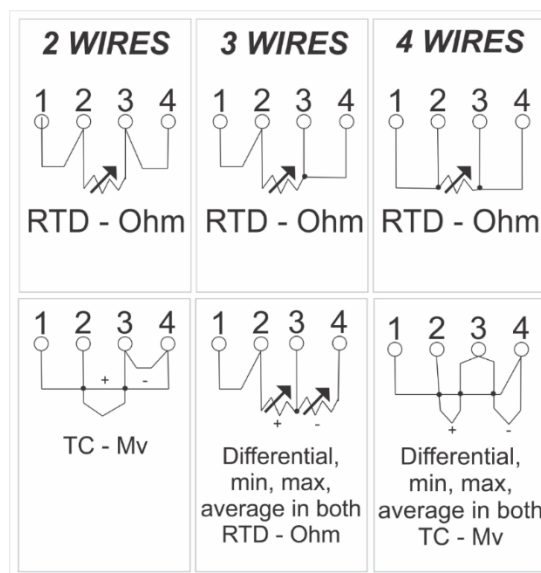 2 WIRES
1 2 3 4
RTD - Ohm
3 WIRES
1 2 3 4
RTD - Ohm
4 WIRES
1 2 3 4
RTD - Ohm
1 2 3 4
+ -
TC - Mv
1 2 3 4
+ -
Differential,
min, max,
average in both
RTD - Ohm
1 2 3 4
+ -
Differential,
min, max,
average in both
TC - Mv